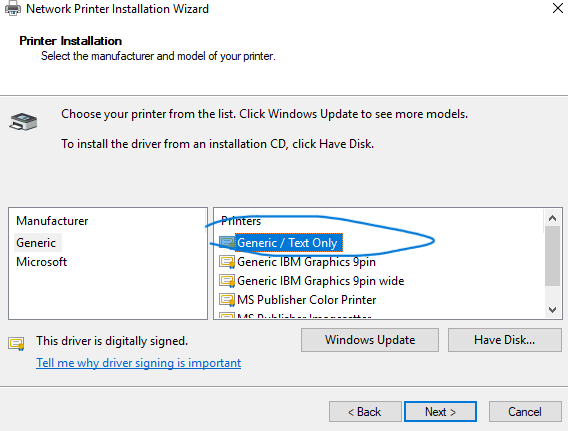 Network Printer Installation Wizard
Printer Installation
Select the manufacturer and model of your printer.
Choose your printer from the list. Click Windows Update to see more models.
To install the driver from an installation CD, click Have Disk.
Manufacturer
Generic
Microsoft
Printers
Generic / Text Only
Generic IBM Graphics 9pin
Generic IBM Graphics 9pin wide
MS Publisher Color Printer
MS Publisher Imagesetter
This driver is digitally signed.
Tell me why driver signing is important
Windows Update
Have Disk...
< Back
Next >
Cancel